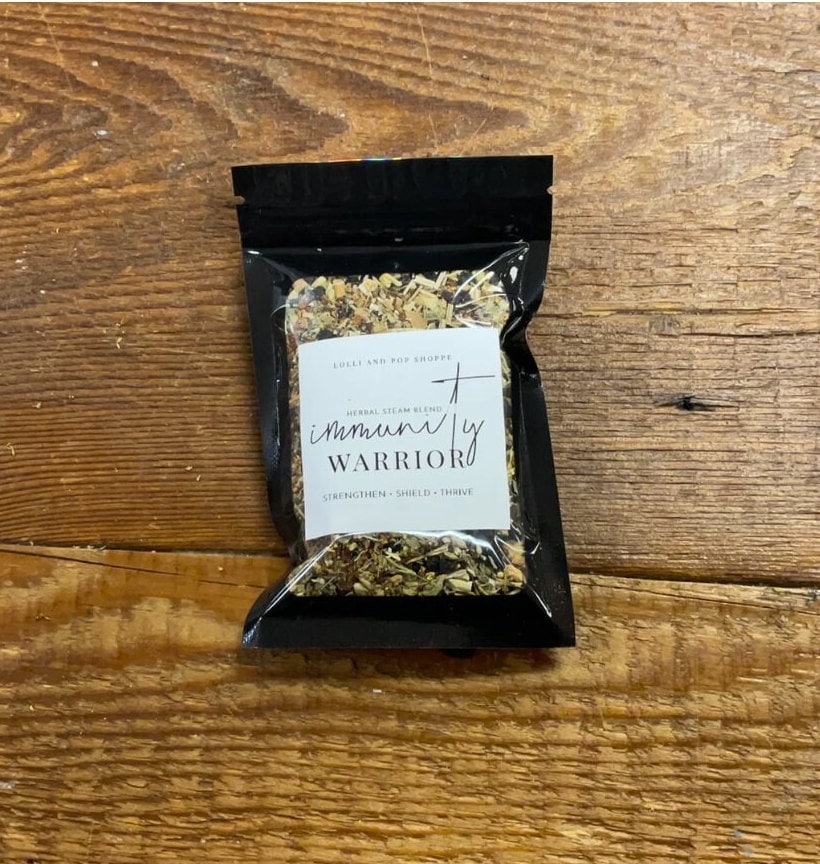 LOLLI AND POP SHOPPE
HERBAL STEAM BLEND
immunity
WARRIOR
STRENGTHEN • SHIELD • THRIVE